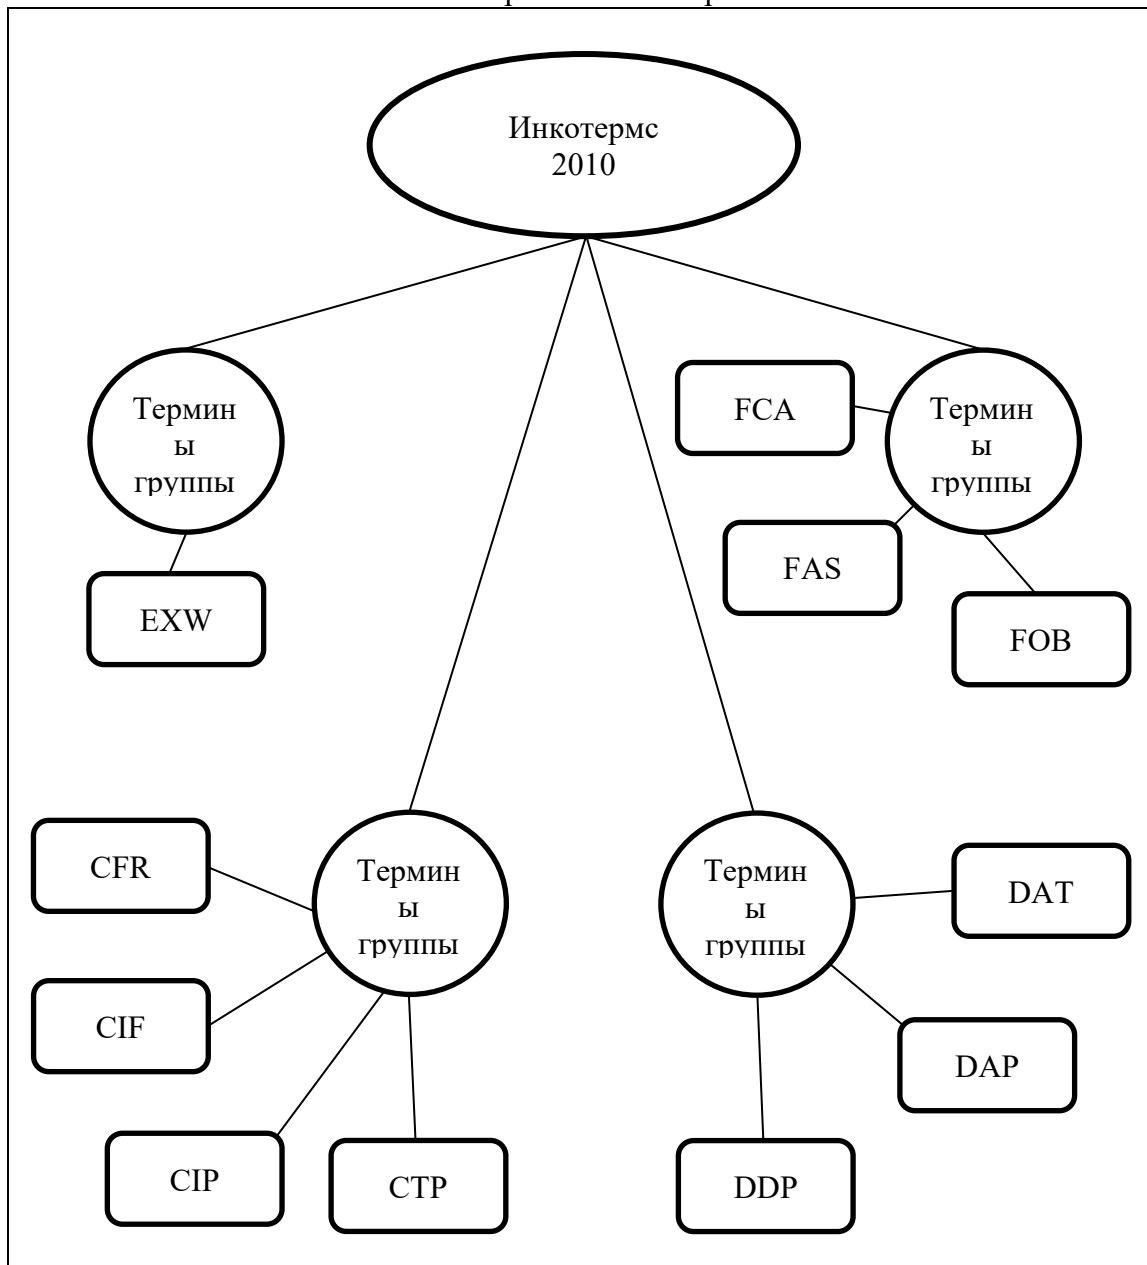 Инкотермс
2010
Термин
ы
группы
EXW
FCA
Термин
ы
группы
FAS
FOB
CFR
Термин
ы
группы
CIF
CIP
CTP
Термин
ы
группы
DAT
DAP
DDP